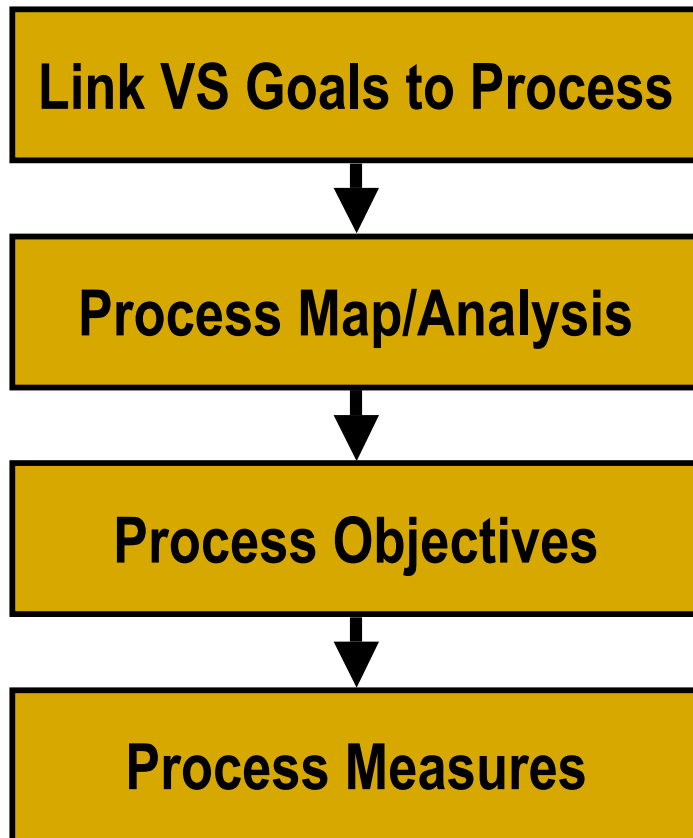 Link VS Goals to Process
Process Map/Analysis
Process Objectives
Process Measures